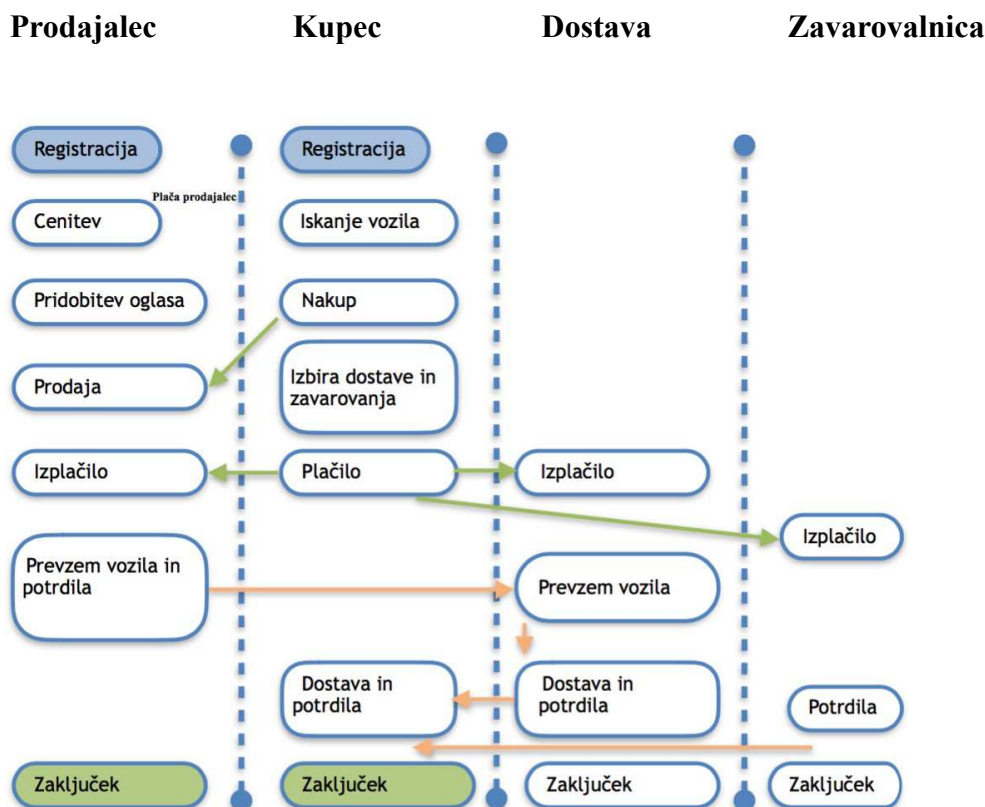 Prodajalec Kupec Dostava Zavarovalnica
Registracija Registracija
Plača prodajalec
Cenitev Iskanje vozila
Pridobitev oglasa Nakup
Izbira dostave in
zavarovanja
Prodaja
Izplačilo Plačilo Izplačilo
Izplačilo
Prevzem vozila in
potrdila
Prevzem vozila
Dostava in
potrdila
Dostava in
potrdila
Potrdila
Zaključek Zaključek Zaključek Zaključek